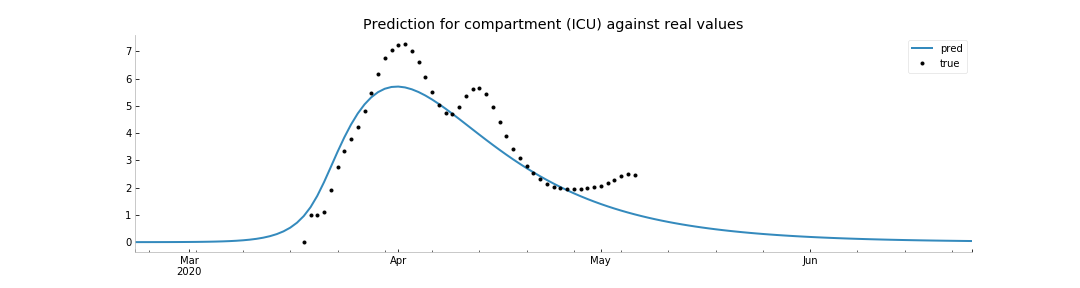 Prediction for compartment (ICU) against real values
pred
true
7
6
5
4
3
2
1
0
Mar
2020
Apr
May
Jun